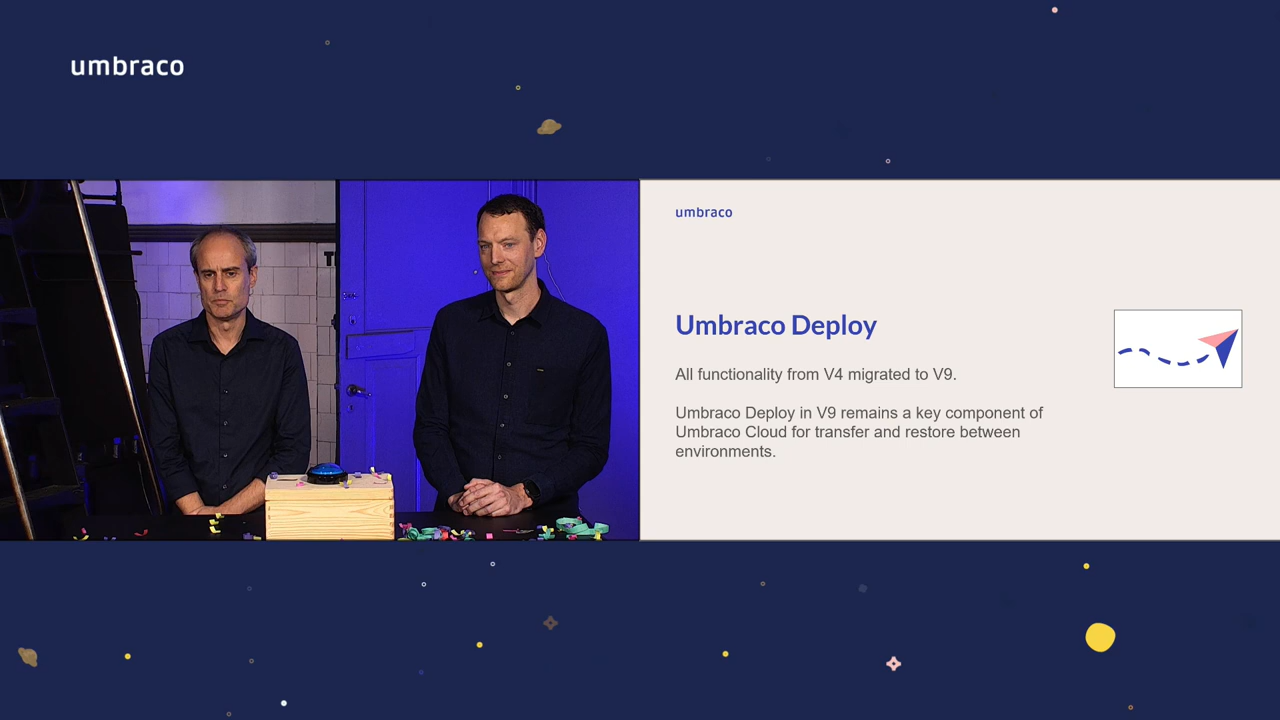 umbraco
umbraco
Umbraco Deploy
All functionality from V4 migrated to V9.
Umbraco Deploy in V9 remains a key component of
Umbraco Cloud for transfer and restore between
environments.